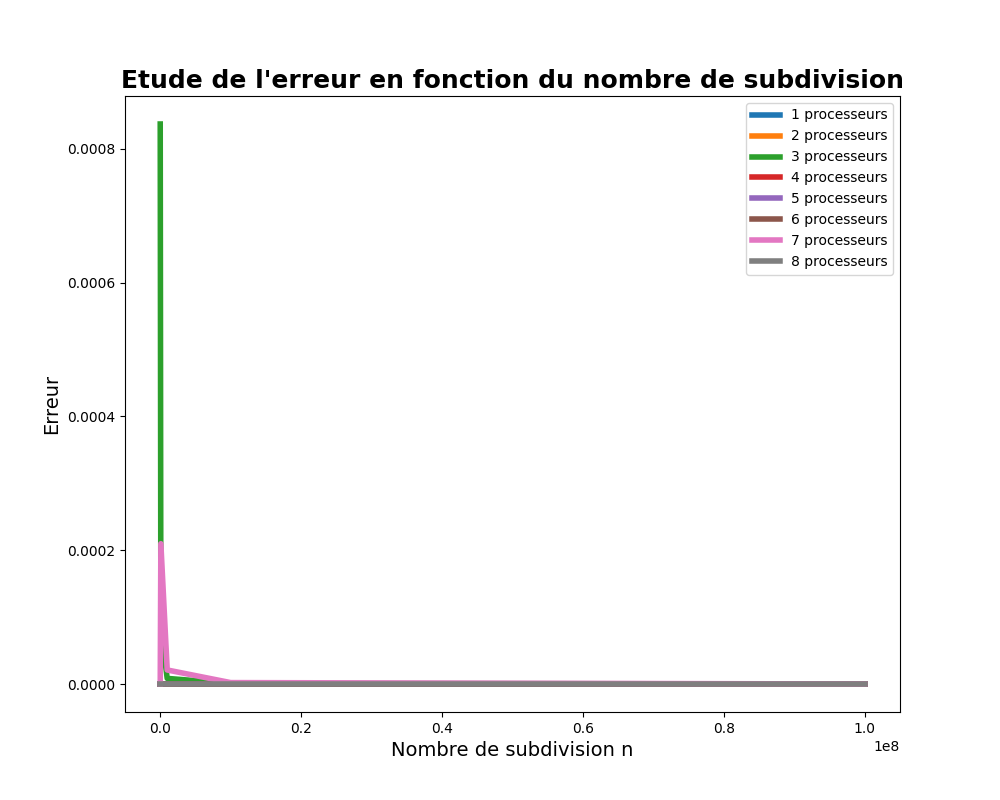 Etude de l'erreur en fonction du nombre de subdivision
1 processeurs
2 processeurs
3 processeurs
4 processeurs
5 processeurs
6 processeurs
7 processeurs
8 processeurs
Erreur
0.0008
0.0006
0.0004
0.0002
0.0000
0.0 0.2 0.4 0.6 0.8 1.0
1e8
Nombre de subdivision n